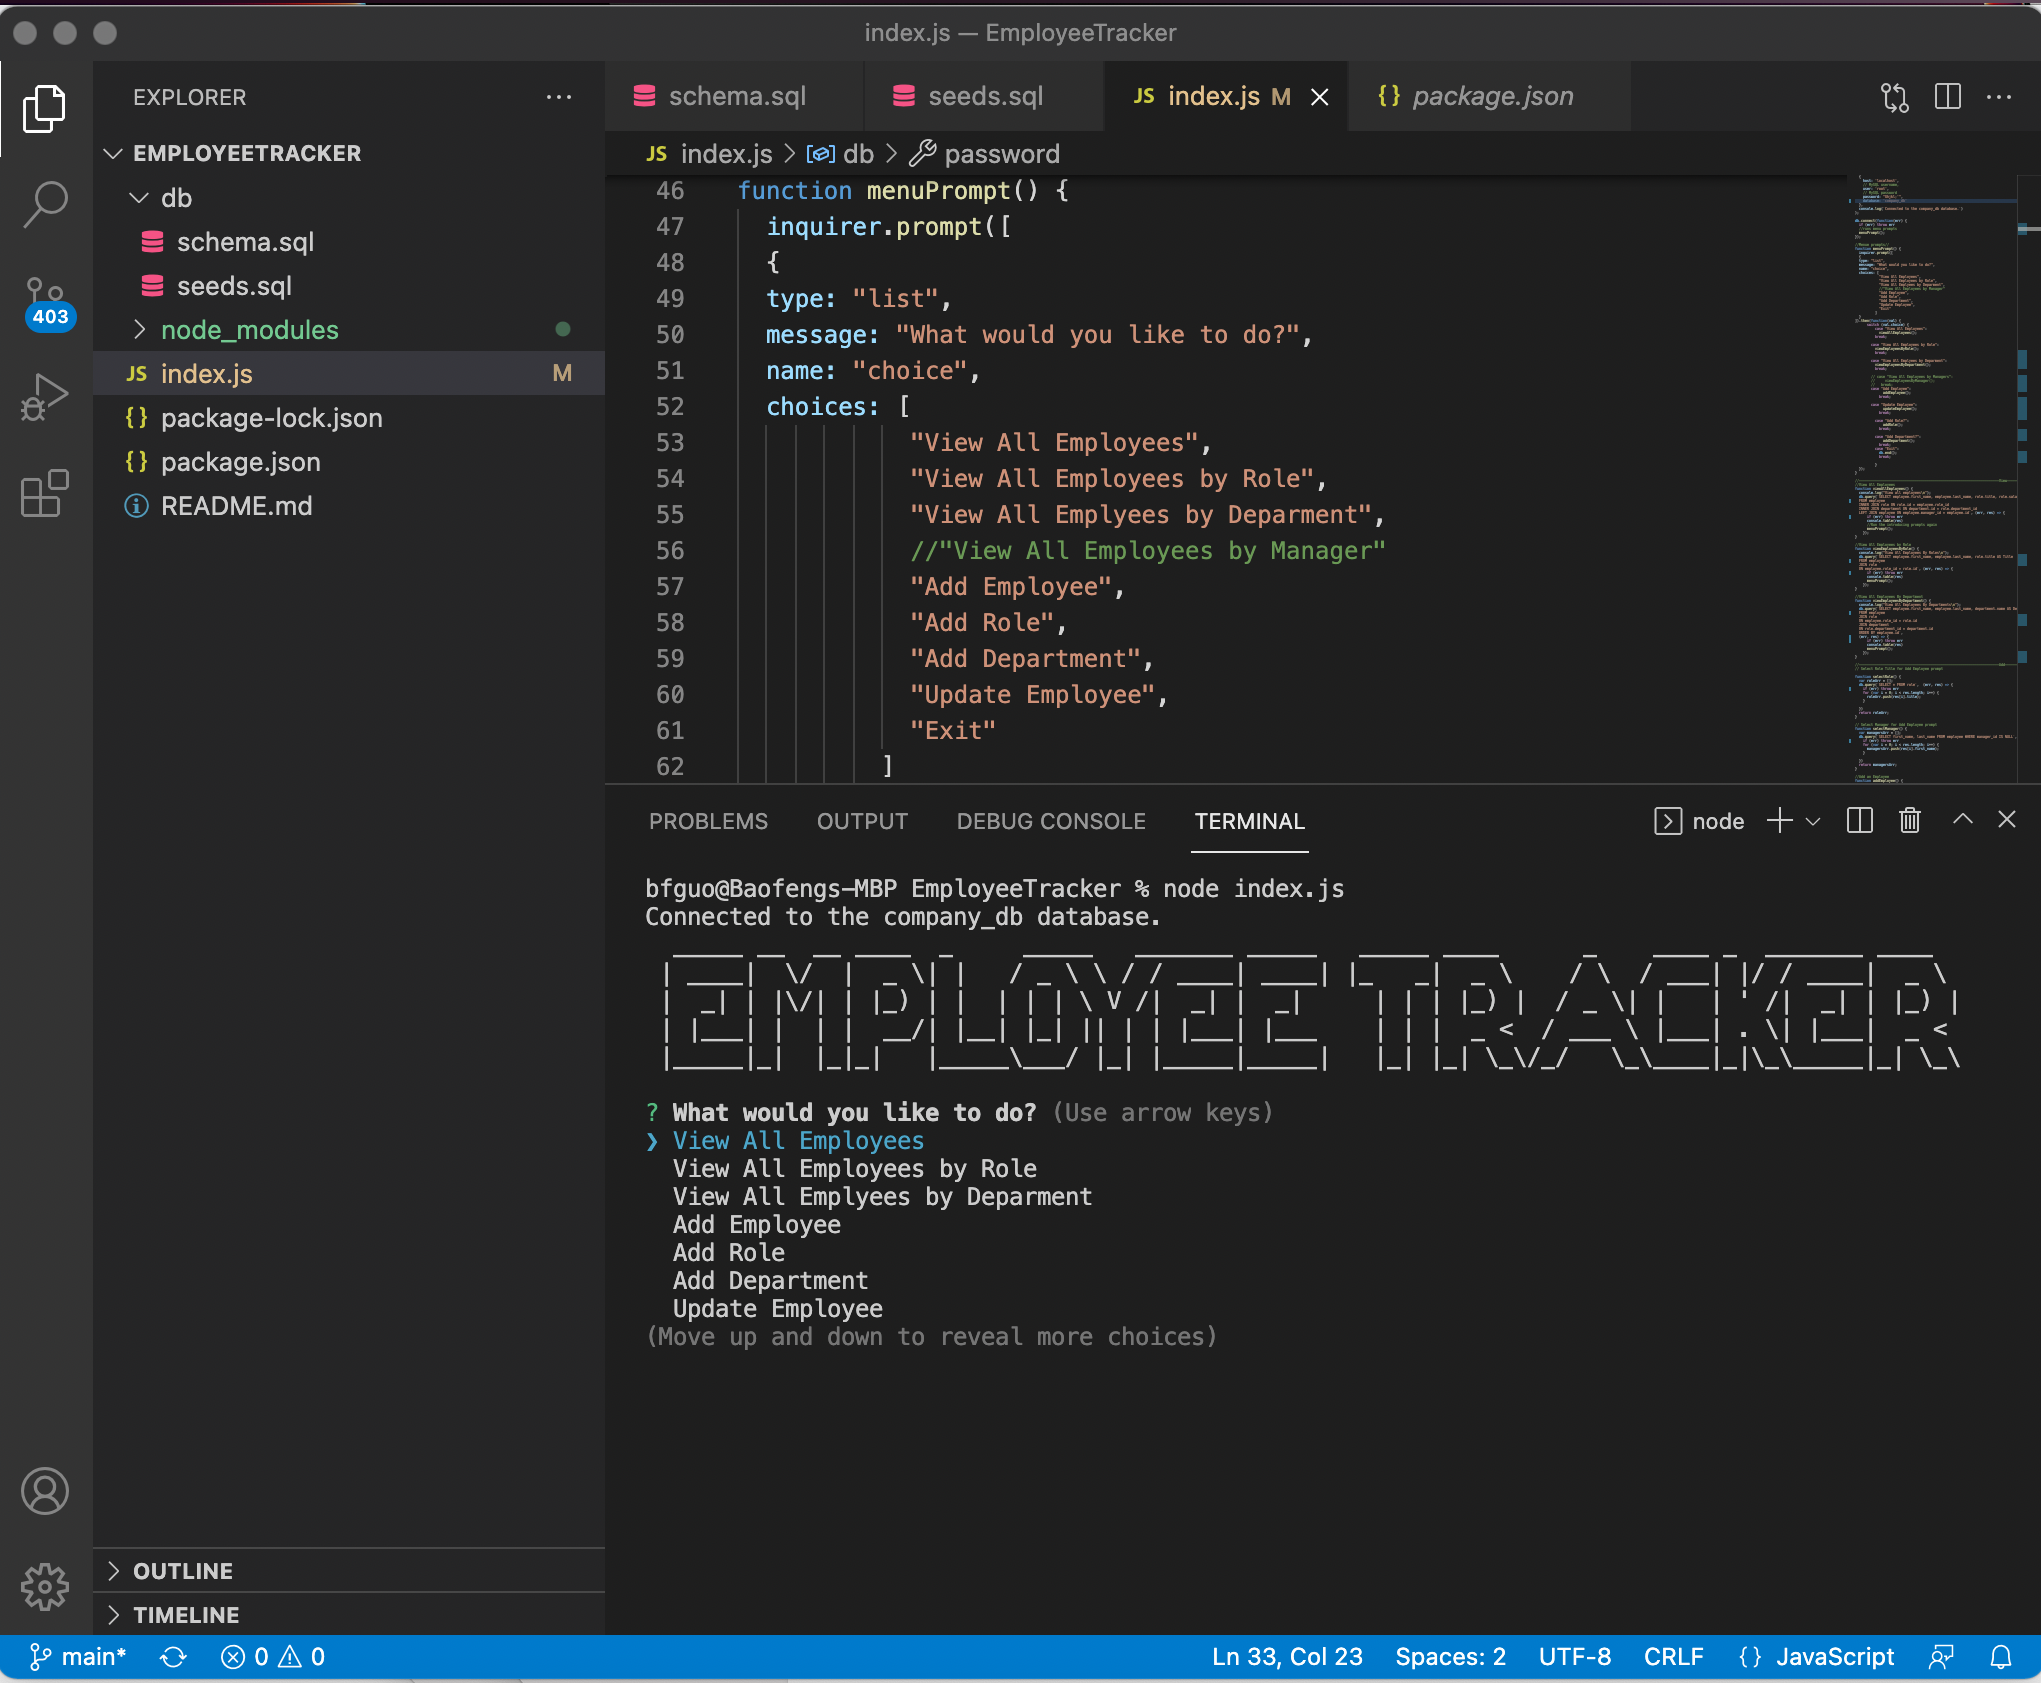 index.js — EmployeeTracker
EXPLORER
EMPLOYEETRACKER
db
schema.sql
seeds.sql
node_modules
JS index.js M
{} package-lock.json
{} package.json
README.md
403
OUTLINE
TIMELINE
schema.sql
seeds.sql
JS index.js M
{} package.json
JS index.js > db > password
46 function menuPrompt() {
47 inquirer.prompt([
48 {
49 type: "list",
50 message: "What would you like to do?",
51 name: "choice",
52 choices: [
53 "View All Employees",
54 "View All Employees by Role",
55 "View All Emplyees by Deparment",
56 //"View All Employees by Manager"
57 "Add Employee",
58 "Add Role",
59 "Add Department",
60 "Update Employee",
61 "Exit"
62 ]
PROBLEMS OUTPUT DEBUG CONSOLE TERMINAL
node
bfguo@Baofengs-MBP EmployeeTracker % node index.js
Connected to the company_db database.
EMPLOYEE TRACKER
? What would you like to do? (Use arrow keys)
❯ View All Employees
View All Employees by Role
View All Emplyees by Deparment
Add Employee
Add Role
Add Department
Update Employee
(Move up and down to reveal more choices)
main* 0 0 Ln 33, Col 23 Spaces: 2 UTF-8 CRLF {} JavaScript